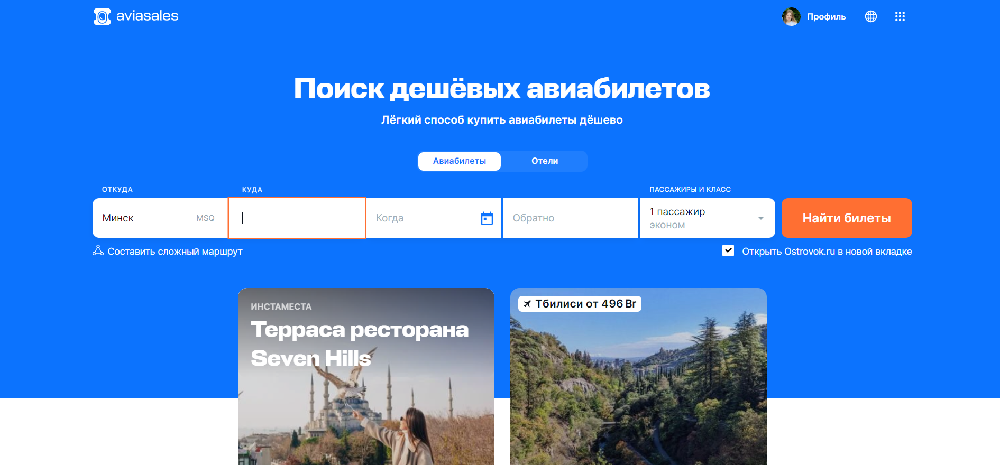 aviasales
Профиль
Поиск дешёвых авиабилетов
Лёгкий способ купить авиабилеты дёшево
Авиабилеты
Отели
ОТКУДА
КУДА
ПАССАЖИРЫ И КЛАСС
Минск
MSQ
Когда
Обратно
1 пассажир
эконом
Найти билеты
Составить сложный маршрут
Открыть Ostrovok.ru в новой вкладке
ИНСТАМЕСТА
Терраса ресторана
Seven Hills
Тбилиси от 496 Br